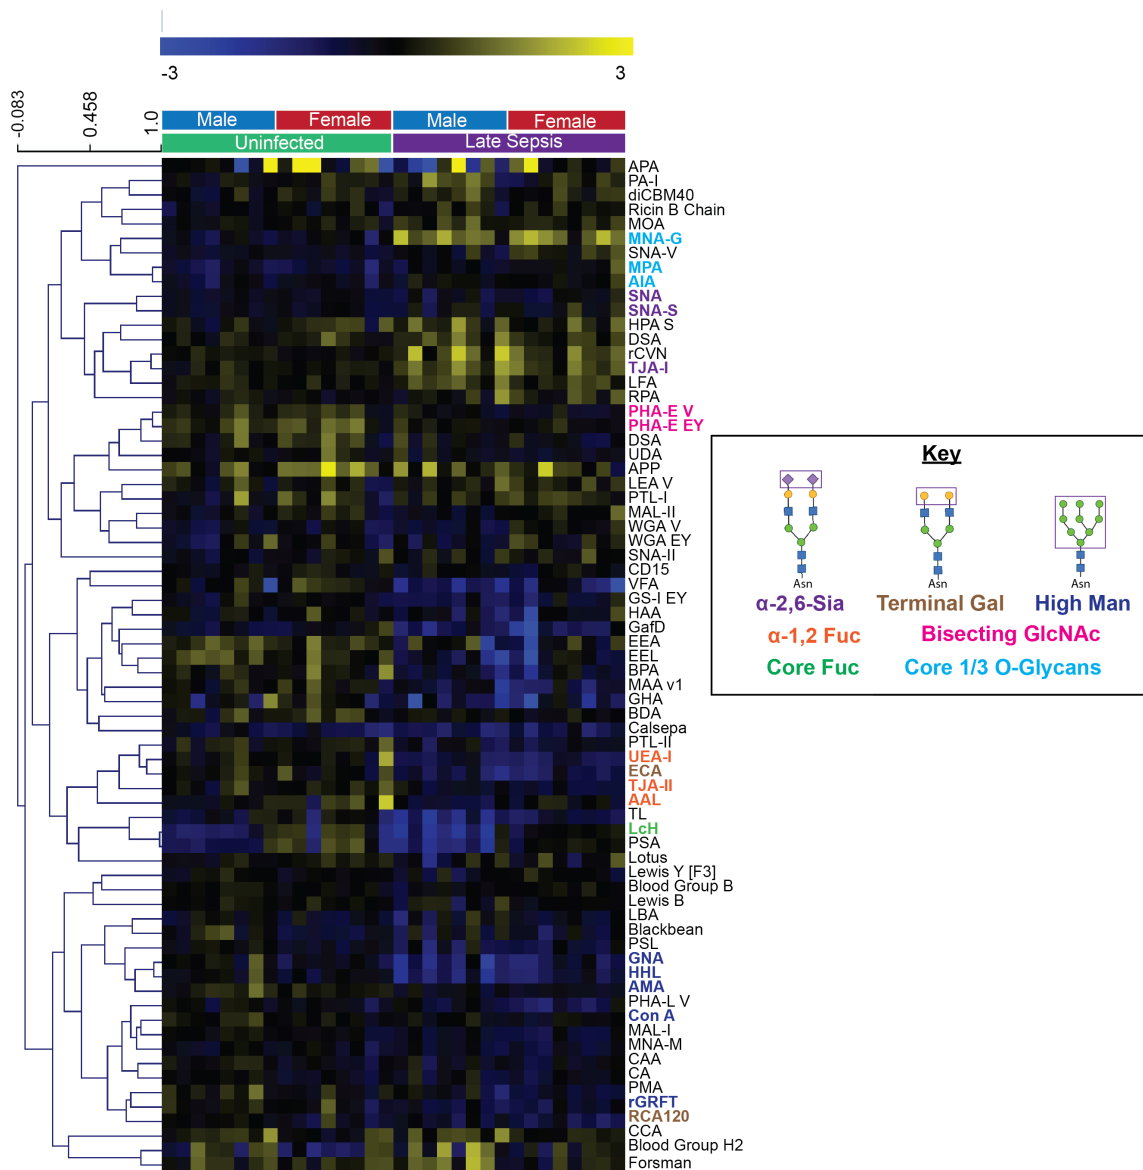 -3 3
-0.083
0.458
1.0
Male Female Male Female
Uninfected Late Sepsis
APA
PA-I
diCBM40
Ricin B Chain
MOA
MNA-G
SNA-V
MPA
AIA
SNA
SNA-S
HPA S
DSA
rCVN
TJA-I
LFA
RPA
PHA-E V
PHA-E EY
DSA
UDA
APP
LEA V
PTL-I
MAL-II
WGA V
WGA EY
SNA-II
CD15
VFA
GS-I EY
HAA
GafD
EEA
EEL
BPA
MAA v1
GHA
BDA
Calsepa
PTL-II
UEA-I
ECA
TJA-II
AAL
TL
LcH
PSA
Lotus
Lewis Y [F3]
Blood Group B
Lewis B
LBA
Blackbean
PSL
GNA
HHL
AMA
PHA-L V
Con A
MAL-I
MNA-M
CAA
CA
PMA
rGRFT
RCA120
CCA
Blood Group H2
Forsman
Key
Asn Asn Asn
α-2,6-Sia Terminal Gal High Man
α-1,2 Fuc Bisecting GlcNAc
Core Fuc Core 1/3 O-Glycans